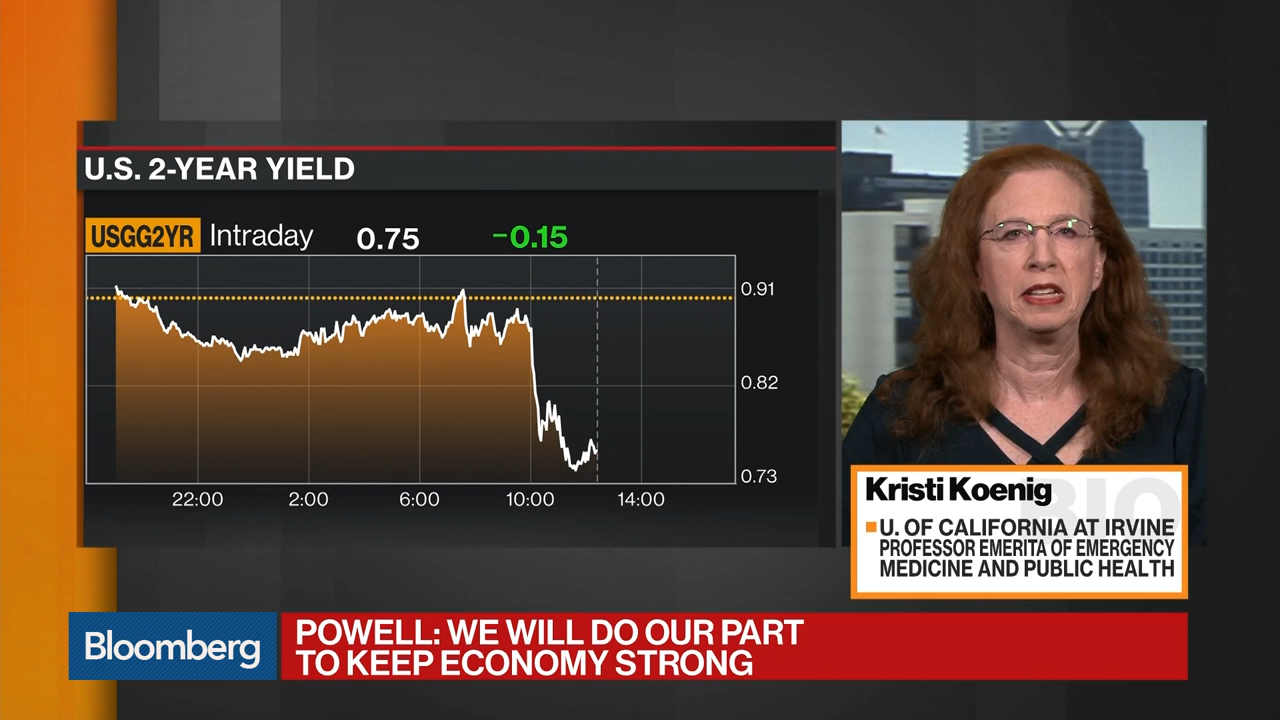 U.S. 2-YEAR YIELD
USGG2YR Intraday 0.75 -0.15
0.91
0.82
0.73
22:00 2:00 6:00 10:00 14:00
Kristi Koenig
BIO
U. OF CALIFORNIA AT IRVINE
PROFESSOR EMERITA OF EMERGENCY
MEDICINE AND PUBLIC HEALTH
Bloomberg
POWELL: WE WILL DO OUR PART
TO KEEP ECONOMY STRONG